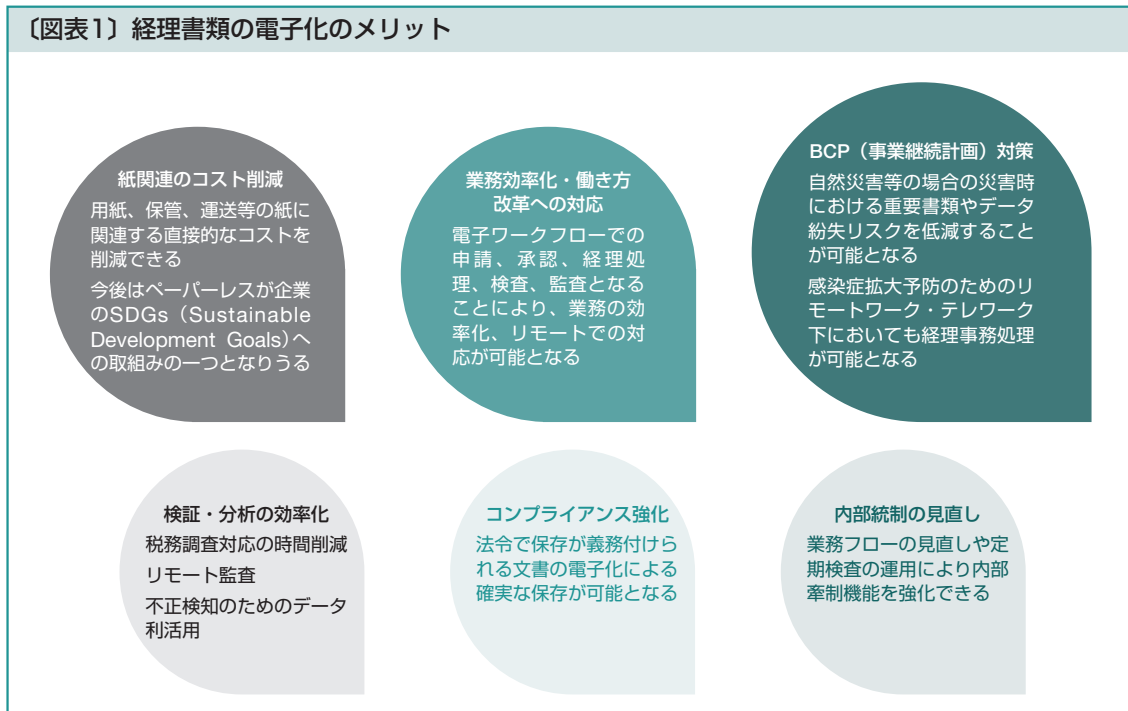 〔図表1〕経理書類の電子化のメリット
紙関連のコスト削減
用紙、保管、運送等の紙に
関連する直接的なコストを
削減できる
今後はペーパーレスが企業
のSDGs（Sustainable
Development Goals）へ
の取組みの一つとなりうる
業務効率化・働き方
改革への対応
電子ワークフローでの
申請、承認、経理処
理、検査、監査となる
ことにより、業務の効
率化、リモートでの対
応が可能となる
BCP（事業継続計画）対策
自然災害等の場合の災害時
における重要書類やデータ
紛失リスクを低減すること
が可能となる
感染症拡大予防のためのリ
モートワーク・テレワーク
下においても経理事務処理
が可能となる
検証・分析の効率化
税務調査対応の時間削減
リモート監査
不正検知のためのデータ
利活用
コンプライアンス強化
法令で保存が義務付けら
れる文書の電子化による
確実な保存が可能となる
内部統制の見直し
業務フローの見直しや定
期検査の運用により内部
牽制機能を強化できる